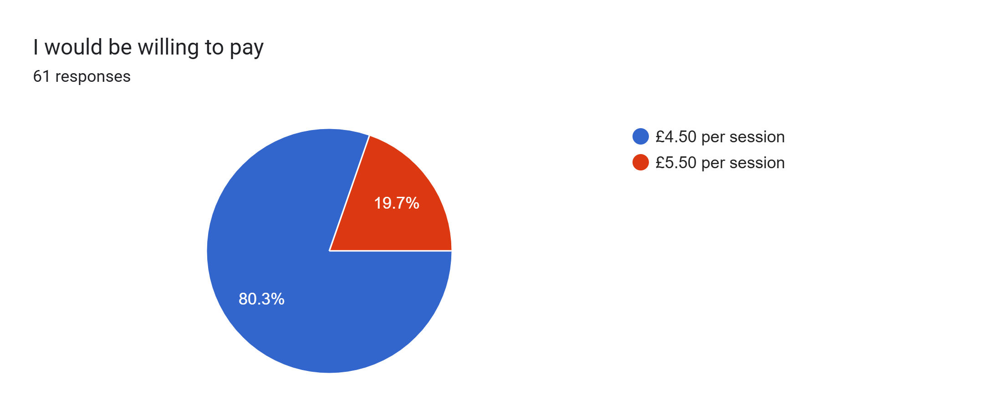 I would be willing to pay
61 responses
£4.50 per session
£5.50 per session
19.7%
80.3%